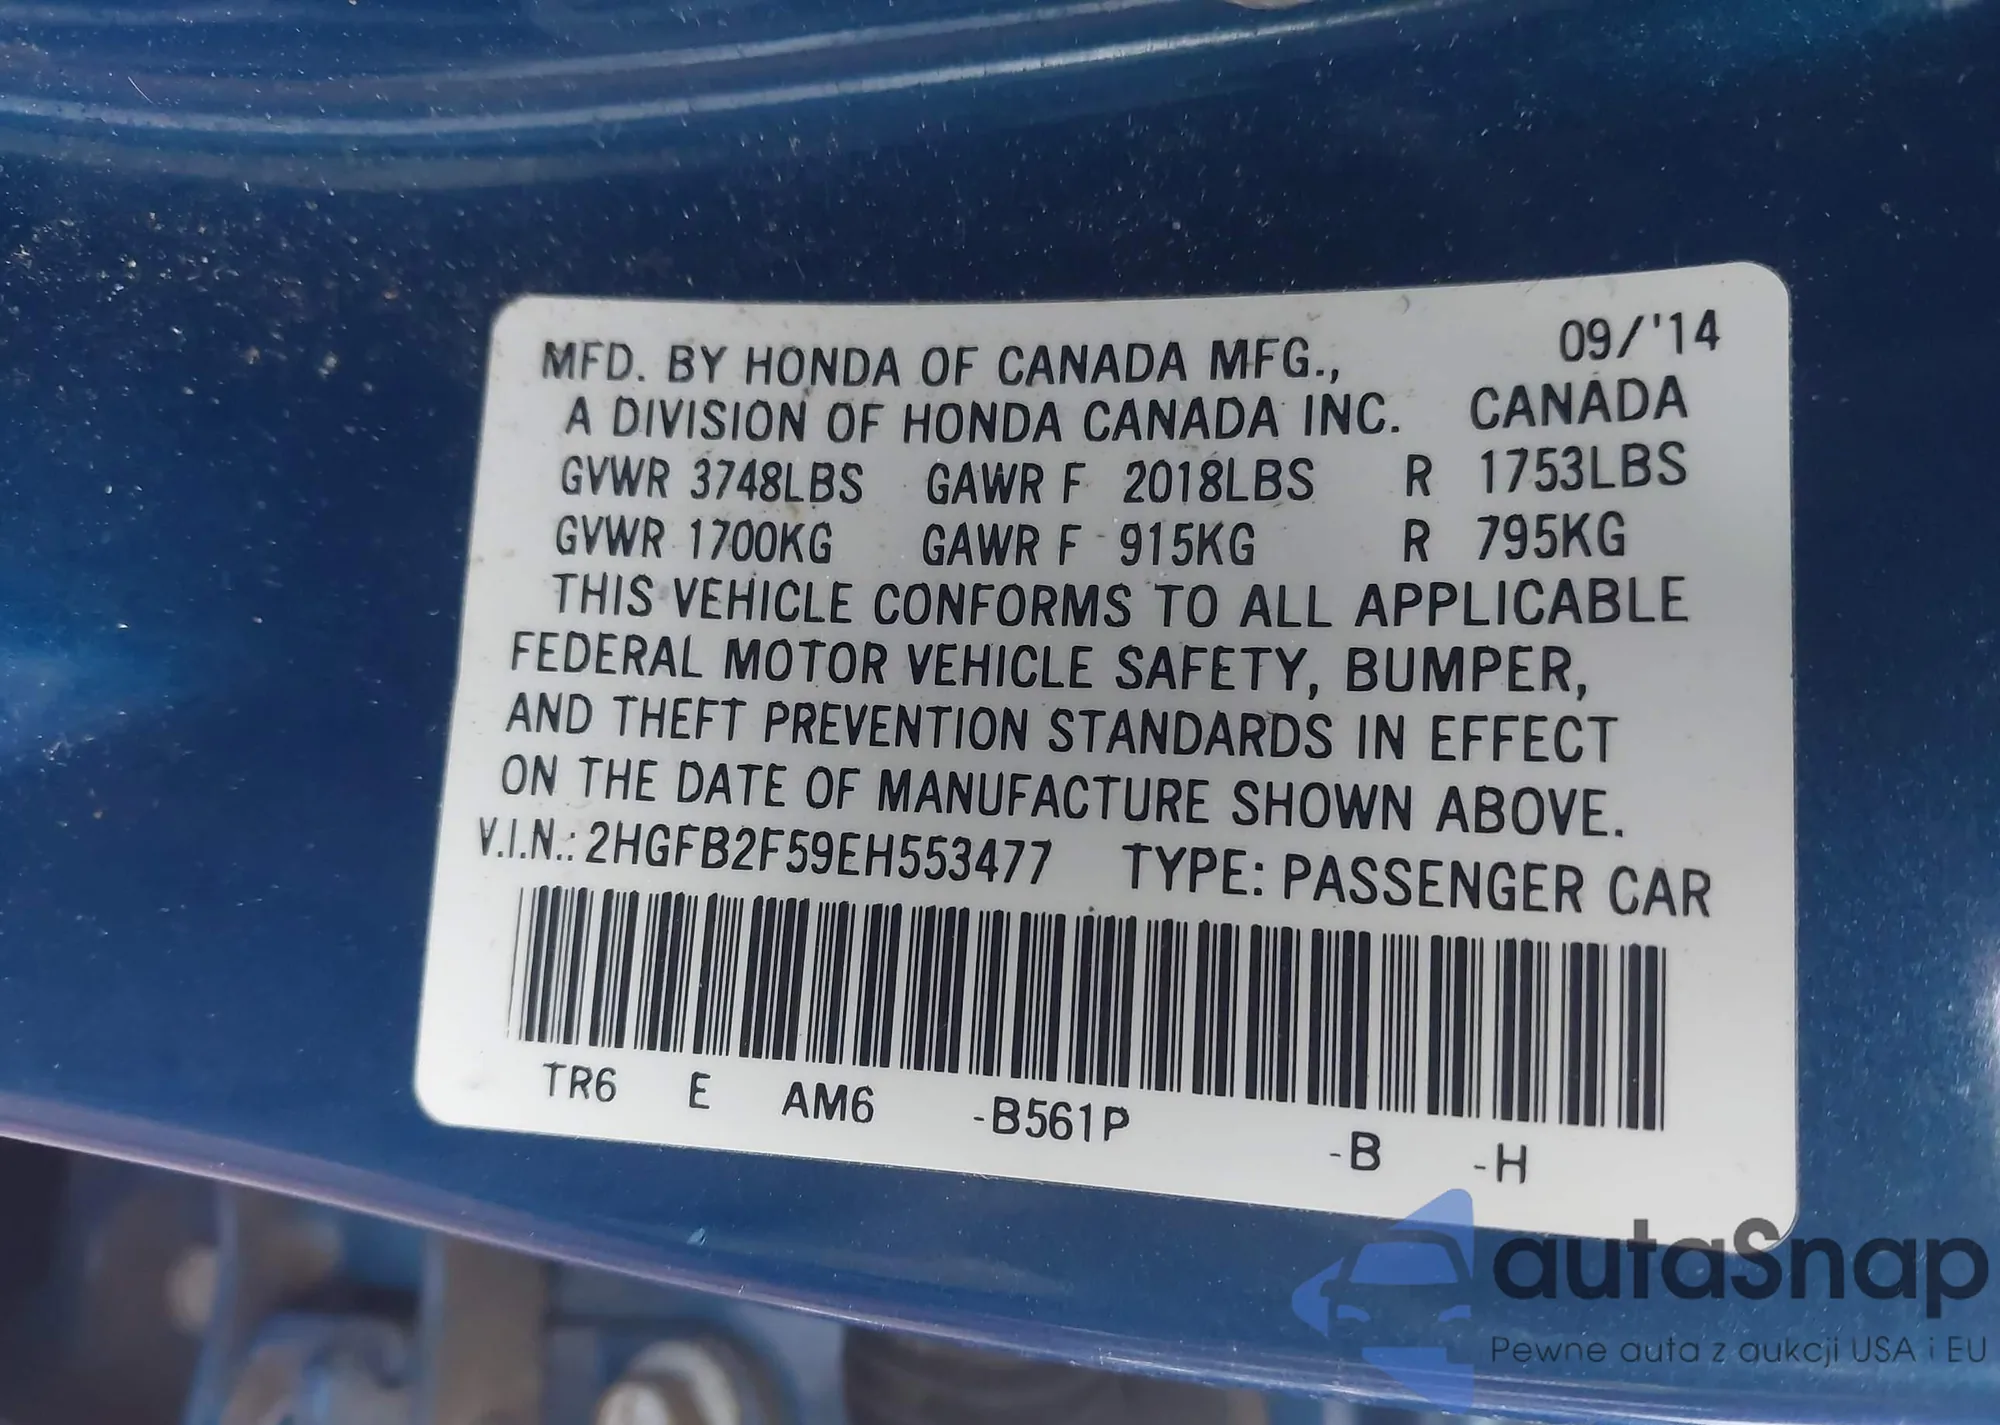 09/'14
MFD. BY HONDA OF CANADA MFG.,
A DIVISION OF HONDA CANADA INC. CANADA
GVWR 3748LBS GAWR F 2018LBS R 1753LBS
GVWR 1700KG GAWR F 915KG R 795KG
THIS VEHICLE CONFORMS TO ALL APPLICABLE
FEDERAL MOTOR VEHICLE SAFETY, BUMPER,
AND THEFT PREVENTION STANDARDS IN EFFECT
ON THE DATE OF MANUFACTURE SHOWN ABOVE.
V.I.N.: 2HGFB2F59EH553477 TYPE: PASSENGER CAR
TR6 E AM6 -B561P -B -H
autaSnap
Pewne auta z aukcji USA i EU